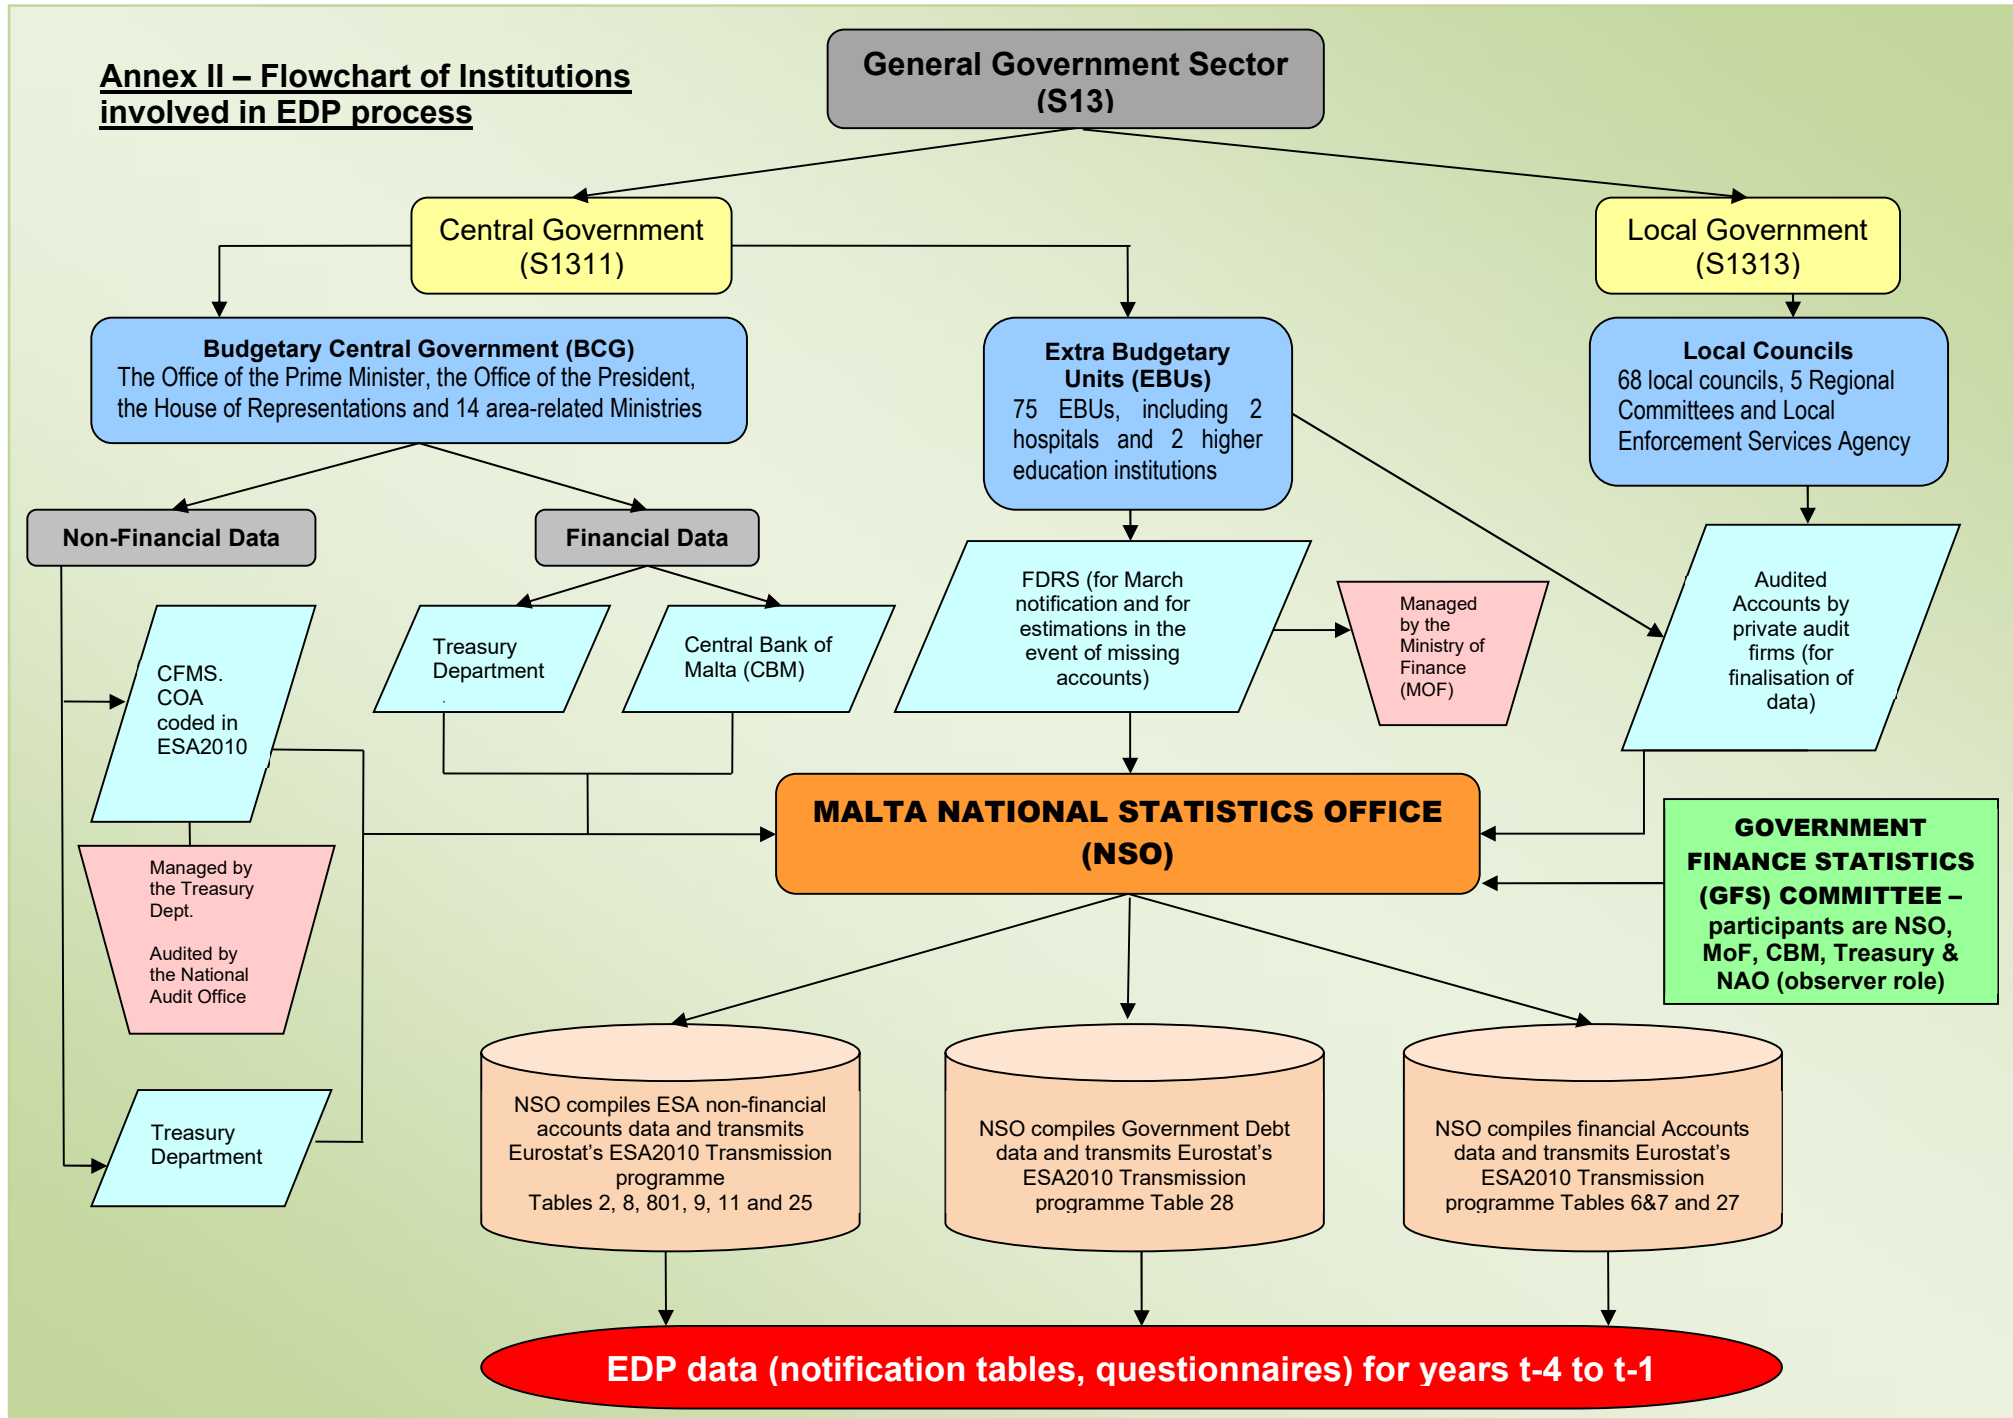 Annex II – Flowchart of Institutions
involved in EDP process
General Government Sector
(S13)
Central Government
(S1311)
Local Government
(S1313)
Budgetary Central Government (BCG)
The Office of the Prime Minister, the Office of the President,
the House of Representations and 14 area-related Ministries
Extra Budgetary
Units (EBUs)
75 EBUs, including 2
hospitals and 2 higher
education institutions
Local Councils
68 local councils, 5 Regional
Committees and Local
Enforcement Services Agency
Non-Financial Data
Financial Data
CFMS.
COA
coded in
ESA2010
Treasury
Department
Central Bank of
Malta (CBM)
FDRS (for March
notification and for
estimations in the
event of missing
accounts)
Managed
by the
Ministry of
Finance
(MOF)
Audited
Accounts by
private audit
firms (for
finalisation of
data)
MALTA NATIONAL STATISTICS OFFICE
(NSO)
GOVERNMENT
FINANCE STATISTICS
(GFS) COMMITTEE –
participants are NSO,
MoF, CBM, Treasury &
NAO (observer role)
Managed by
the Treasury
Dept.
Audited by
the National
Audit Office
Treasury
Department
NSO compiles ESA non-financial
accounts data and transmits
Eurostat's ESA2010 Transmission
programme
Tables 2, 8, 801, 9, 11 and 25
NSO compiles Government Debt
data and transmits Eurostat's
ESA2010 Transmission
programme Table 28
NSO compiles financial Accounts
data and transmits Eurostat's
ESA2010 Transmission
programme Tables 6&7 and 27
EDP data (notification tables, questionnaires) for years t-4 to t-1